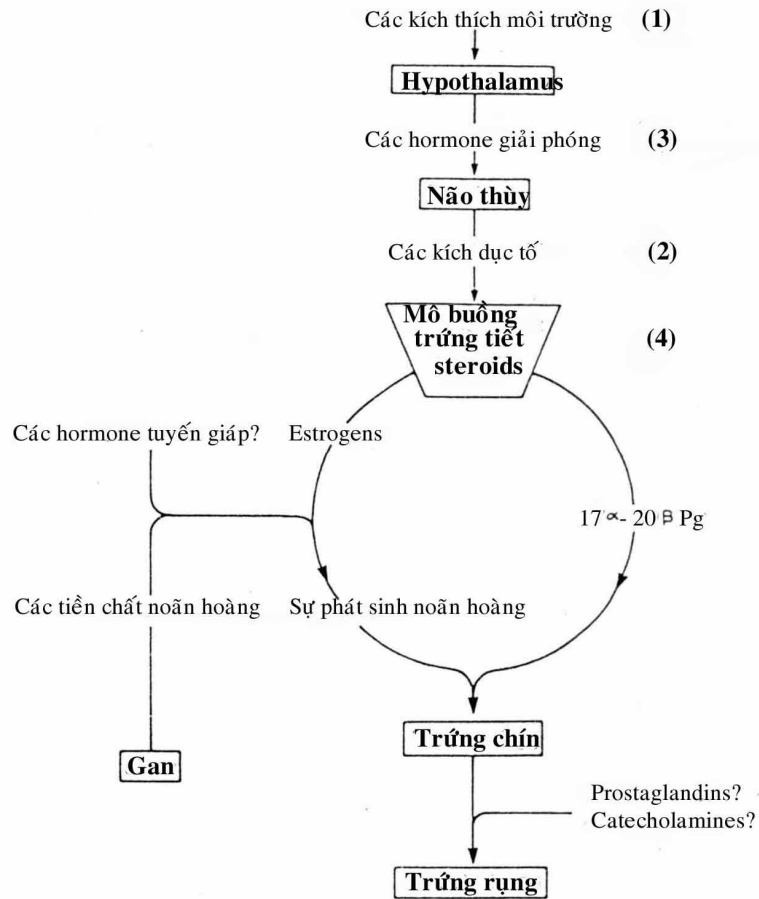 Các kích thích môi trường (1)
Hypothalamus
Các hormone giải phóng (3)
Não thùy
Các kích dục tố (2)
Mô buồng
trứng tiết
steroids
(4)
Các hormone tuyến giáp? Estrogens
17 α - 20 β Pg
Các tiền chất noãn hoàng Sự phát sinh noãn hoàng
Trứng chín
Gan
Prostaglandins?
Catecholamines?
Trứng rụng